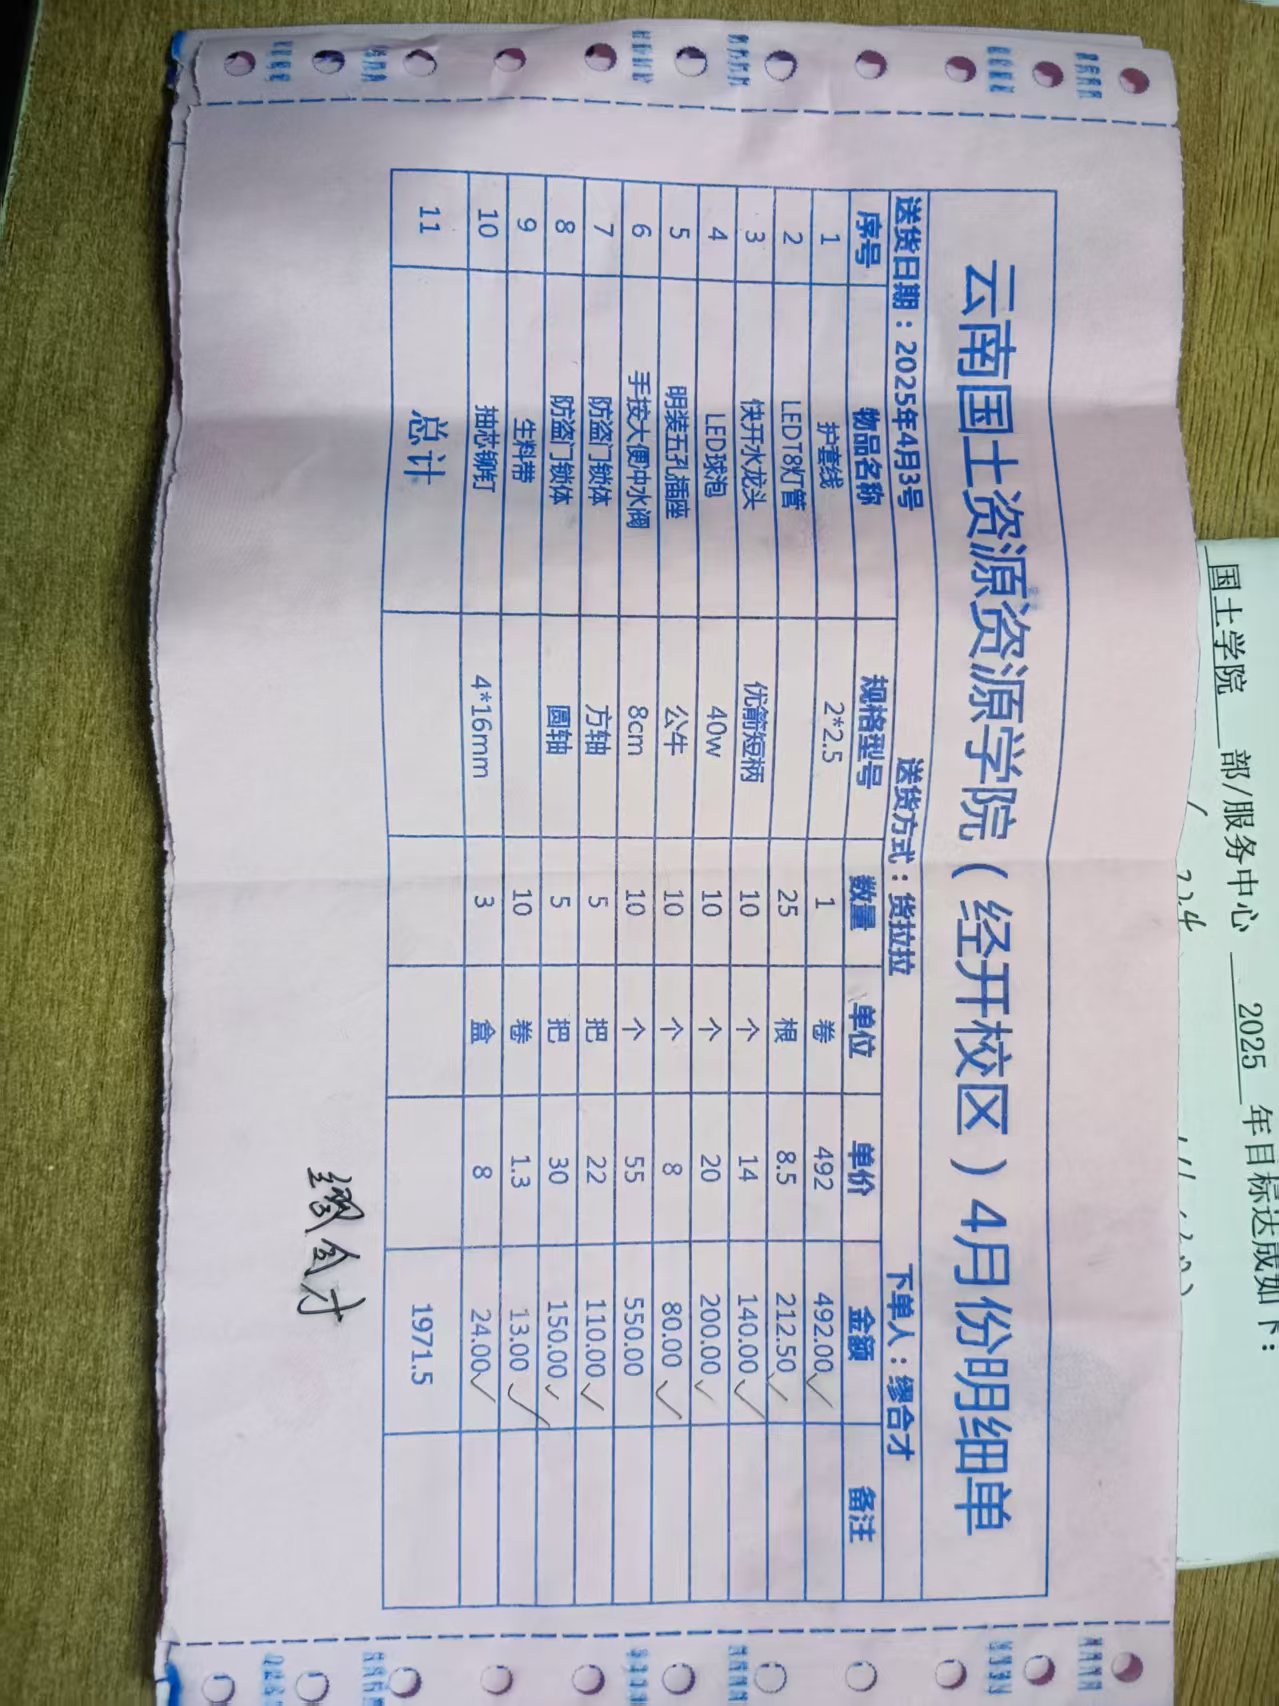 云南国土资源资源学院（经开校区）4月份明细单
送货日期：2025年4月3号 送货方式：货拉拉 下单人：缪合才
序号 物品名称 规格型号 数量 单位 单价 金额 备注
1 护套线 2*2.5 1 卷 492 492.00
2 LEDT8灯管 25 根 8.5 212.50
3 快开水龙头 优箭短柄 10 个 14 140.00
4 LED球泡 40w 10 个 20 200.00
5 明装五孔插座 公牛 10 个 8 80.00
6 手按大便冲水阀 8cm 10 个 55 550.00
7 防盗门锁体 方轴 5 把 22 110.00
8 防盗门锁体 圆轴 5 把 30 150.00
9 生料带 10 卷 1.3 13.00
10 抽芯铆钉 4*16mm 3 盒 8 24.00
11 总计 1971.5
缪合才
国土学院 部/服务中心 2025 年目标达成如下：